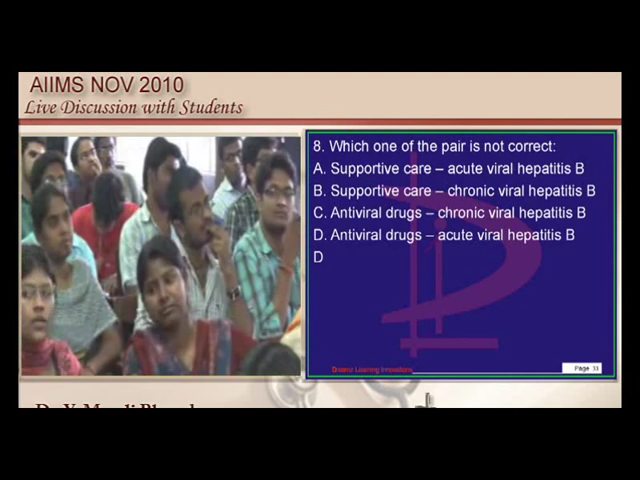 AIIMS NOV 2010
Live Discussion with Students
8. Which one of the pair is not correct:
A. Supportive care – acute viral hepatitis B
B. Supportive care – chronic viral hepatitis B
C. Antiviral drugs – chronic viral hepatitis B
D. Antiviral drugs – acute viral hepatitis B
D
Learning Innovations
Page 33